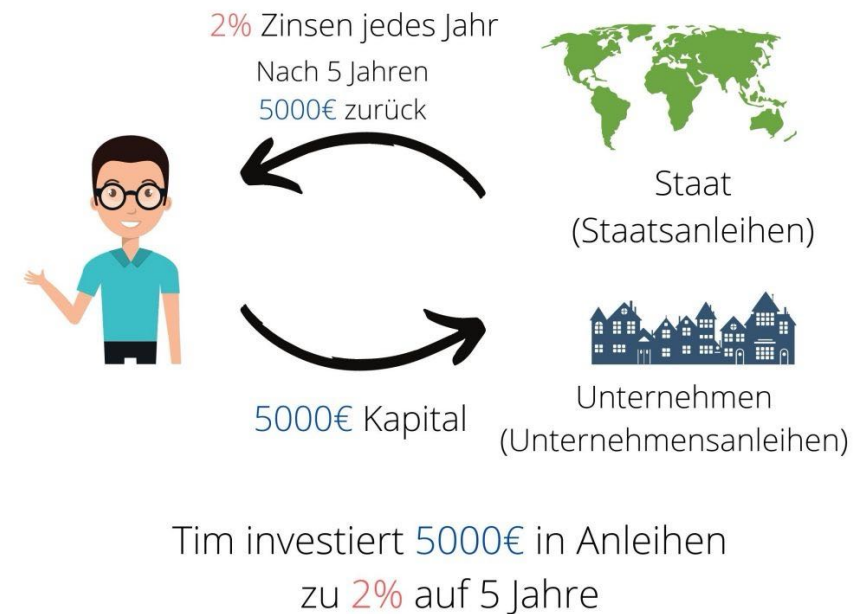 2% Zinsen jedes Jahr
Nach 5 Jahren
5000€ zurück
Staat
(Staatsanleihen)
5000€ Kapital
Unternehmen
(Unternehmensanleihen)
Tim investiert 5000€ in Anleihen
zu 2% auf 5 Jahre